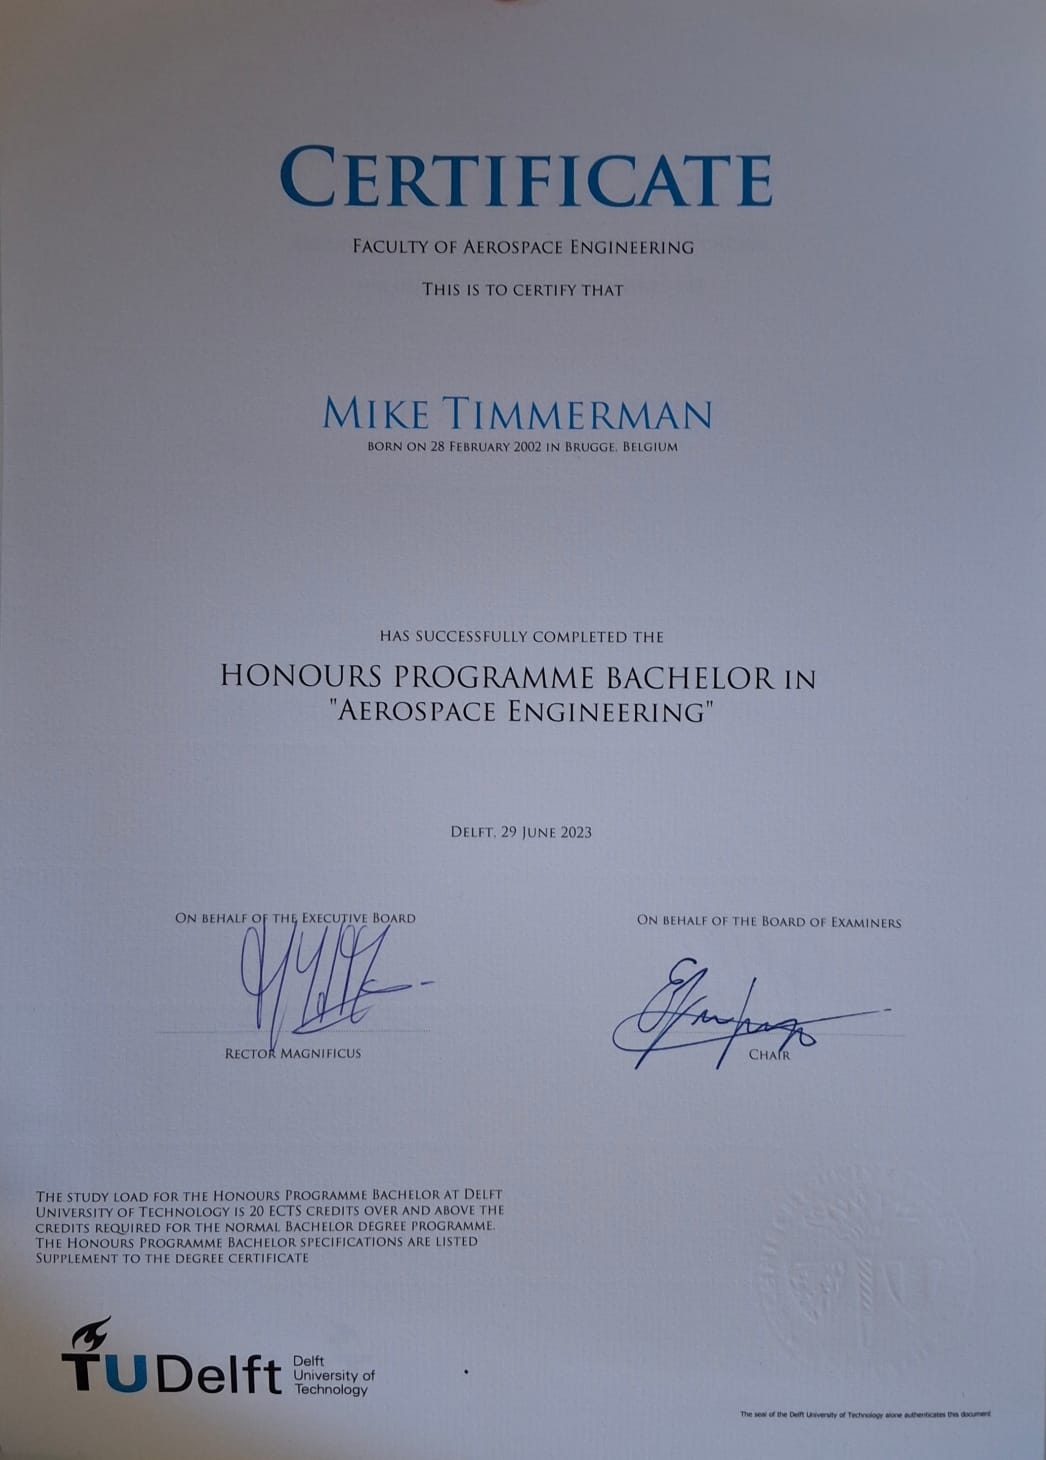 CERTIFICATE
FACULTY OF AEROSPACE ENGINEERING
THIS IS TO CERTIFY THAT
MIKE TIMMERMAN
BORN ON 28 FEBRUARY 2002 IN BRUGGE, BELGIUM
HAS SUCCESSFULLY COMPLETED THE
HONOURS PROGRAMME BACHELOR IN
"AEROSPACE ENGINEERING"
DELFT, 29 JUNE 2023
ON BEHALF OF THE EXECUTIVE BOARD
RECTOR MAGNIFICUS
ON BEHALF OF THE BOARD OF EXAMINERS
CHAIR
THE STUDY LOAD FOR THE HONOURS PROGRAMME BACHELOR AT DELFT
UNIVERSITY OF TECHNOLOGY IS 20 ECTS CREDITS OVER AND ABOVE THE
CREDITS REQUIRED FOR THE NORMAL BACHELOR DEGREE PROGRAMME.
THE HONOURS PROGRAMME BACHELOR SPECIFICATIONS ARE LISTED
SUPPLEMENT TO THE DEGREE CERTIFICATE
TU Delft
Delft
University of
Technology
The seal of the Delft University of Technology alone authenticates this document